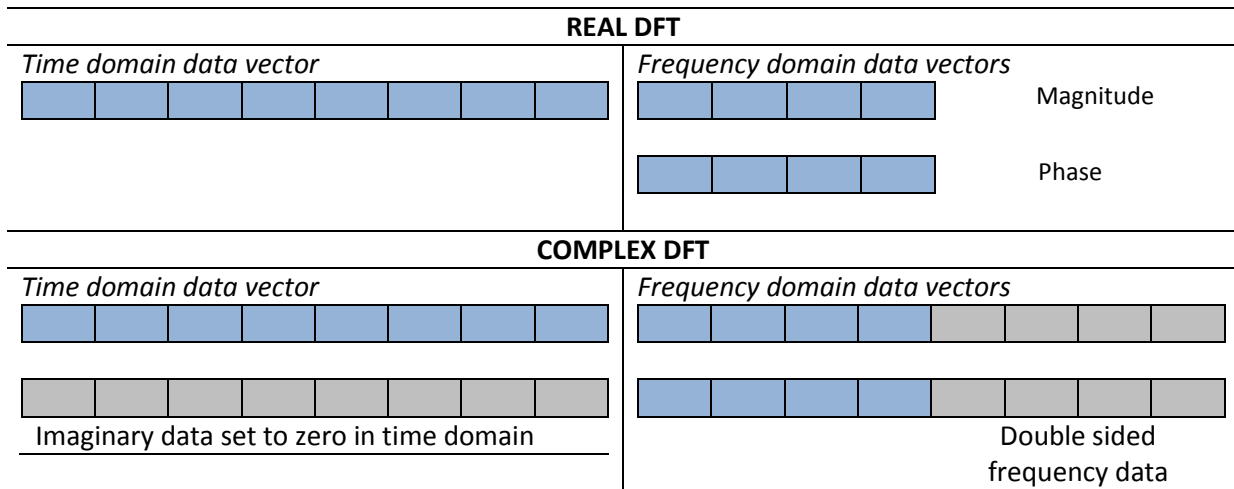 REAL DFT
Time domain data vector
Frequency domain data vectors
Magnitude
Phase
COMPLEX DFT
Time domain data vector
Frequency domain data vectors
Imaginary data set to zero in time domain
Double sided
frequency data